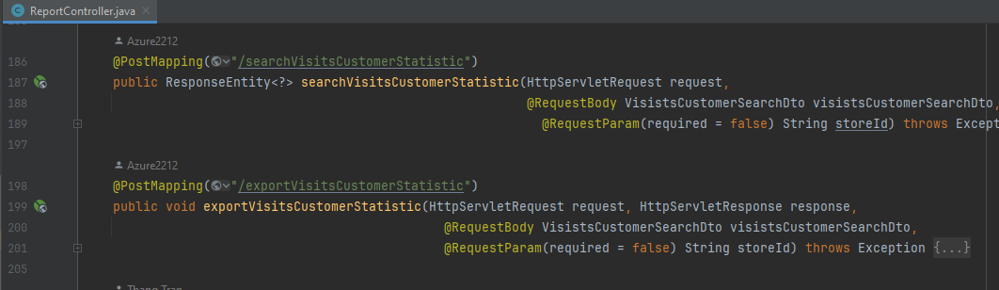 ReportController.java
Azure2212
186 @PostMapping("/searchVisitsCustomerStatistic")
187 public ResponseEntity<?> searchVisitsCustomerStatistic(HttpServletRequest request,
188 @RequestBody VisistsCustomerSearchDto visistsCustomerSearchDto,
189 @RequestParam(required = false) String storeId) throws Except
197
Azure2212
198 @PostMapping("/exportVisitsCustomerStatistic")
199 public void exportVisitsCustomerStatistic(HttpServletRequest request, HttpServletResponse response,
200 @RequestBody VisistsCustomerSearchDto visistsCustomerSearchDto,
201 @RequestParam(required = false) String storeId) throws Exception {...}
205
Thang Tran